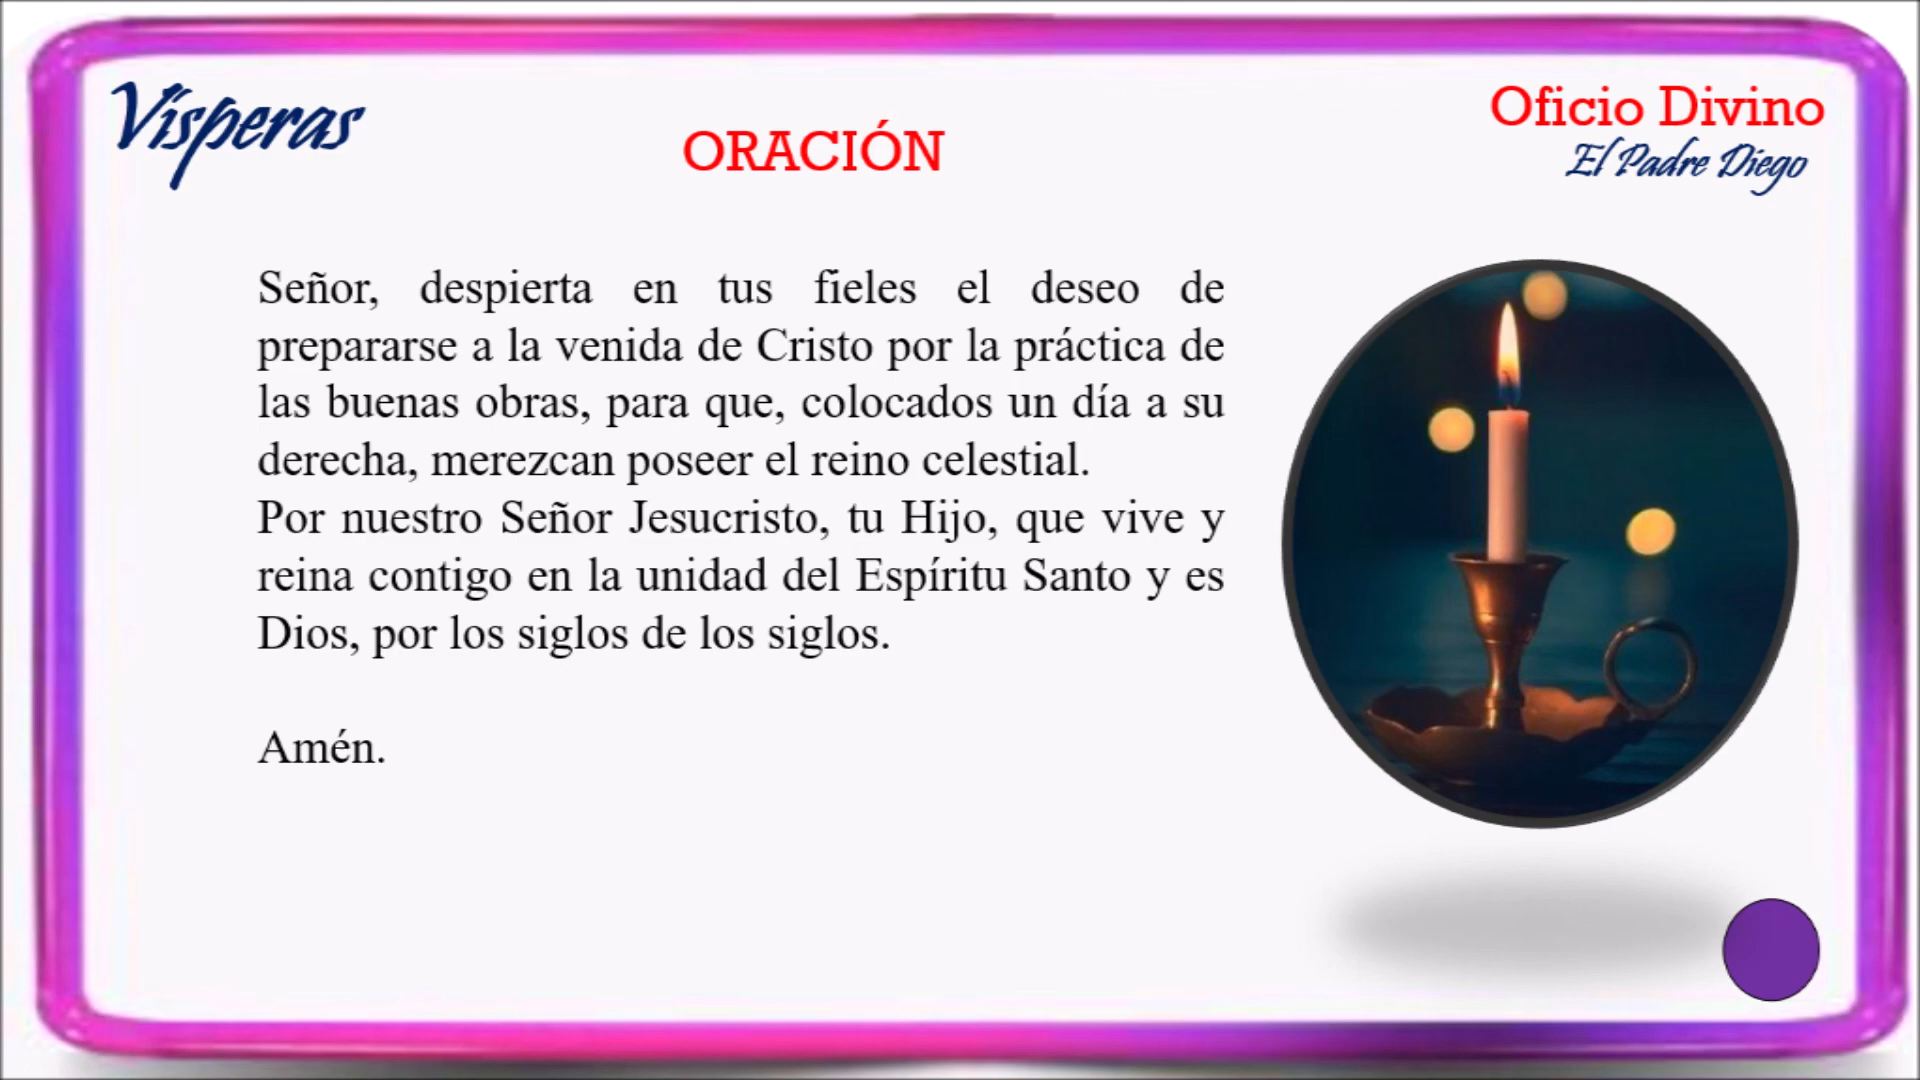 Vísperas
ORACIÓN
Oficio Divino
El Padre Diego
Señor, despierta en tus fieles el deseo de
prepararse a la venida de Cristo por la práctica de
las buenas obras, para que, colocados un día a su
derecha, merezcan poseer el reino celestial.
Por nuestro Señor Jesucristo, tu Hijo, que vive y
reina contigo en la unidad del Espíritu Santo y es
Dios, por los siglos de los siglos.
Amén.